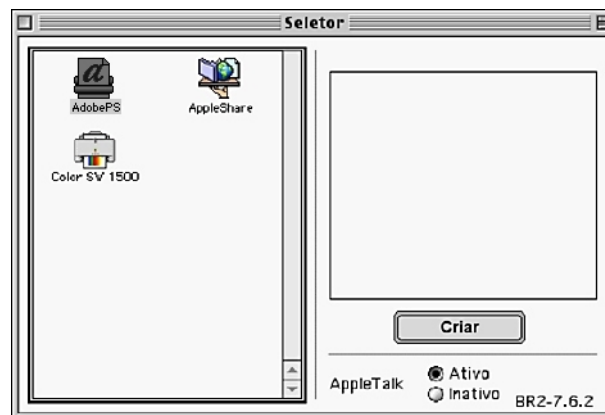 Seletor
AdobePS
AppleShare
Color SV 1500
Criar
AppleTalk
Ativo
Inativo
BR2-7.6.2